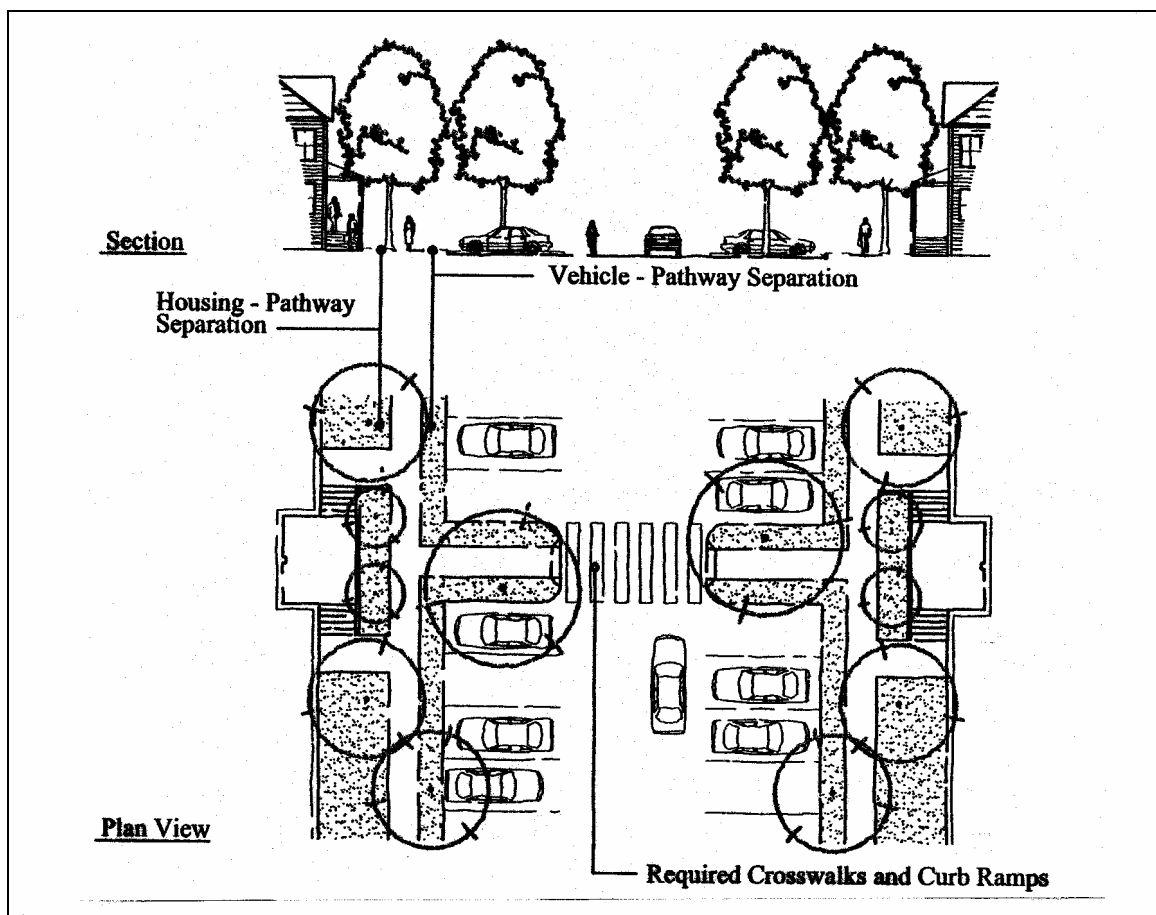 Section
Vehicle - Pathway Separation
Housing - Pathway
Separation
Plan View
Required Crosswalks and Curb Ramps